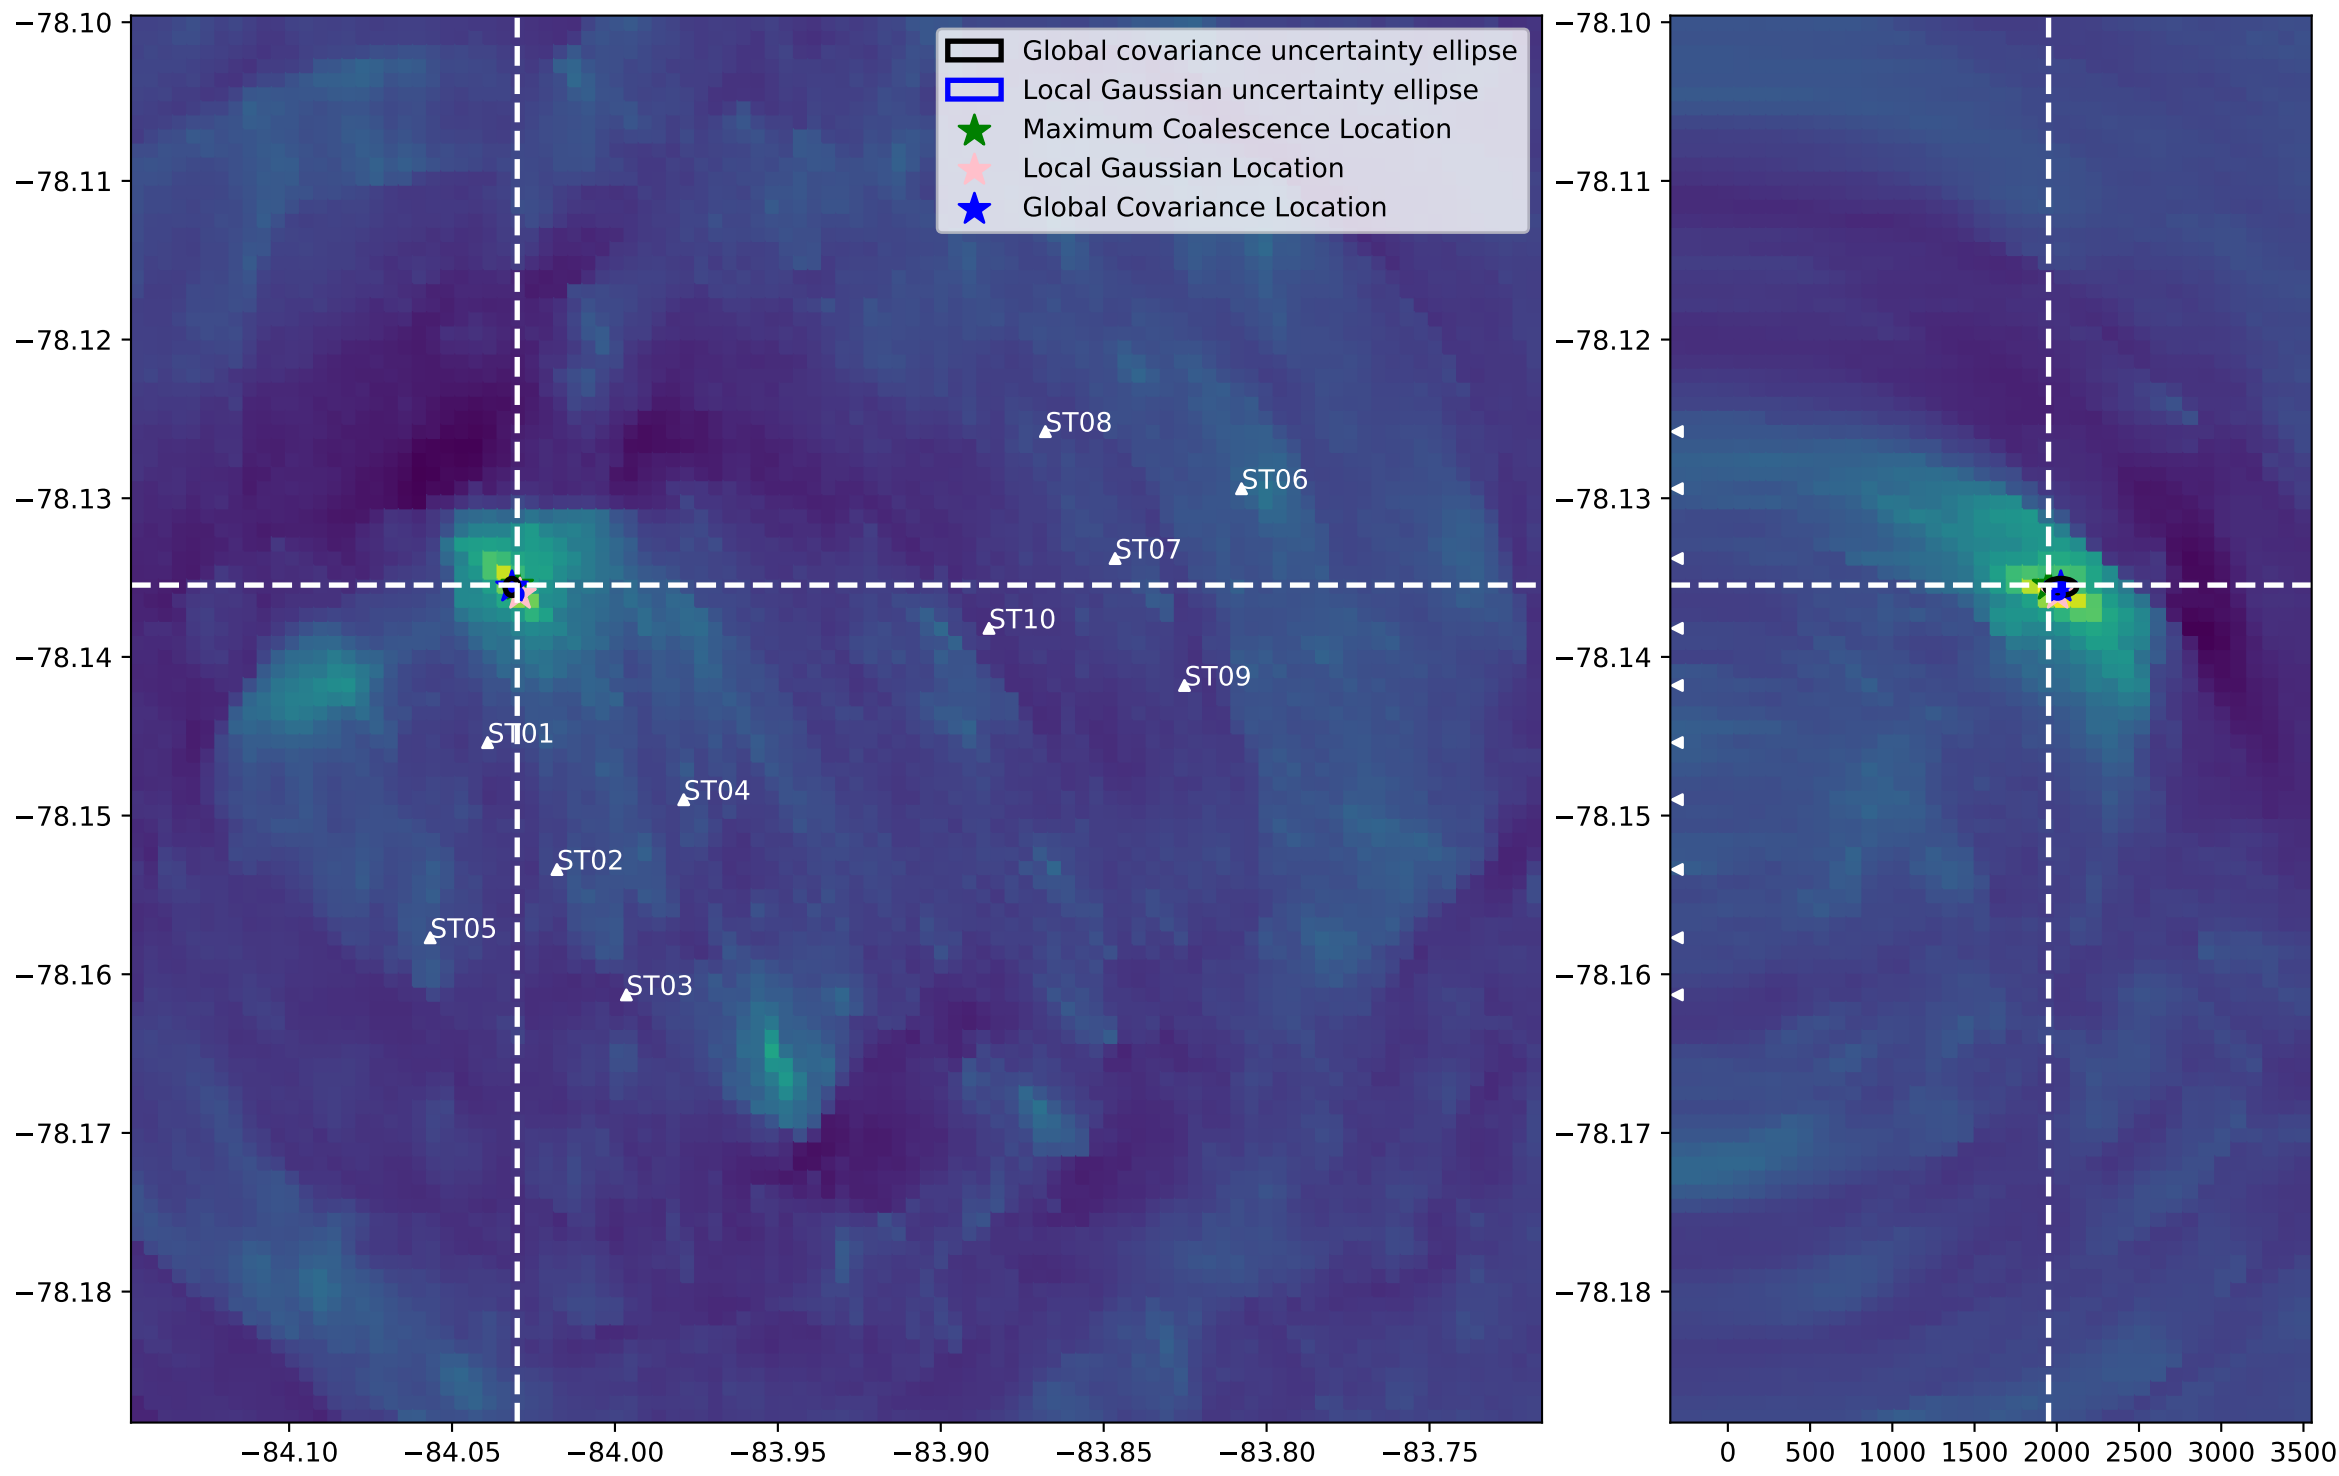 Global covariance uncertainty ellipse
Local Gaussian uncertainty ellipse
Maximum Coalescence Location
Local Gaussian Location
Global Covariance Location
−78.10
−78.11
−78.12
−78.13
−78.14
−78.15
−78.16
−78.17
−78.18
ST08
ST06
ST07
ST10
ST09
ST01
ST04
ST02
ST05
ST03
−84.10
−84.05
−84.00
−83.95
−83.90
−83.85
−83.80
−83.75
−78.10
−78.11
−78.12
−78.13
−78.14
−78.15
−78.16
−78.17
−78.18
0
500
1000
1500
2000
2500
3000
3500